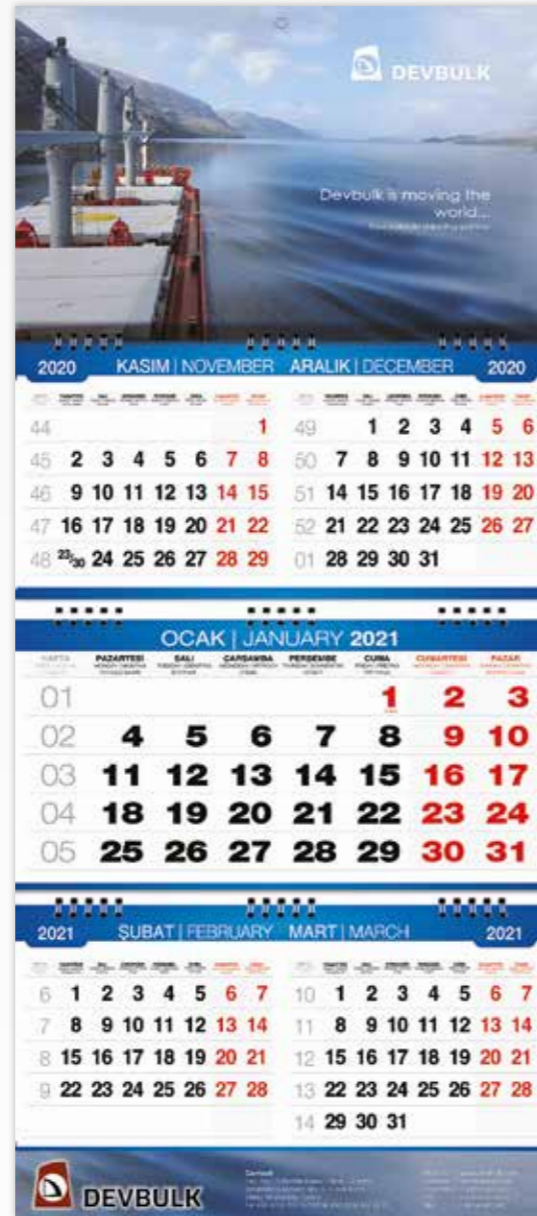 DEVBULK
Devbulk is moving the
world...
2020 KASIM | NOVEMBER ARALIK | DECEMBER 2020
44 1 49 1 2 3 4 5 6
45 2 3 4 5 6 7 8 50 7 8 9 10 11 12 13
46 9 10 11 12 13 14 15 51 14 15 16 17 18 19 20
47 16 17 18 19 20 21 22 52 21 22 23 24 25 26 27
48 23/30 24 25 26 27 28 29 01 28 29 30 31
OCAK | JANUARY 2021
HAFTA PAZARTESİ SALI ÇARŞAMBA PERŞEMBE CUMA CUMARTESİ PAZAR
01 1 2 3
02 4 5 6 7 8 9 10
03 11 12 13 14 15 16 17
04 18 19 20 21 22 23 24
05 25 26 27 28 29 30 31
2021 ŞUBAT | FEBRUARY MART | MARCH 2021
6 1 2 3 4 5 6 7 10 1 2 3 4 5 6 7
7 8 9 10 11 12 13 14 11 8 9 10 11 12 13 14
8 15 16 17 18 19 20 21 12 15 16 17 18 19 20 21
9 22 23 24 25 26 27 28 13 22 23 24 25 26 27 28
14 29 30 31
DEVBULK